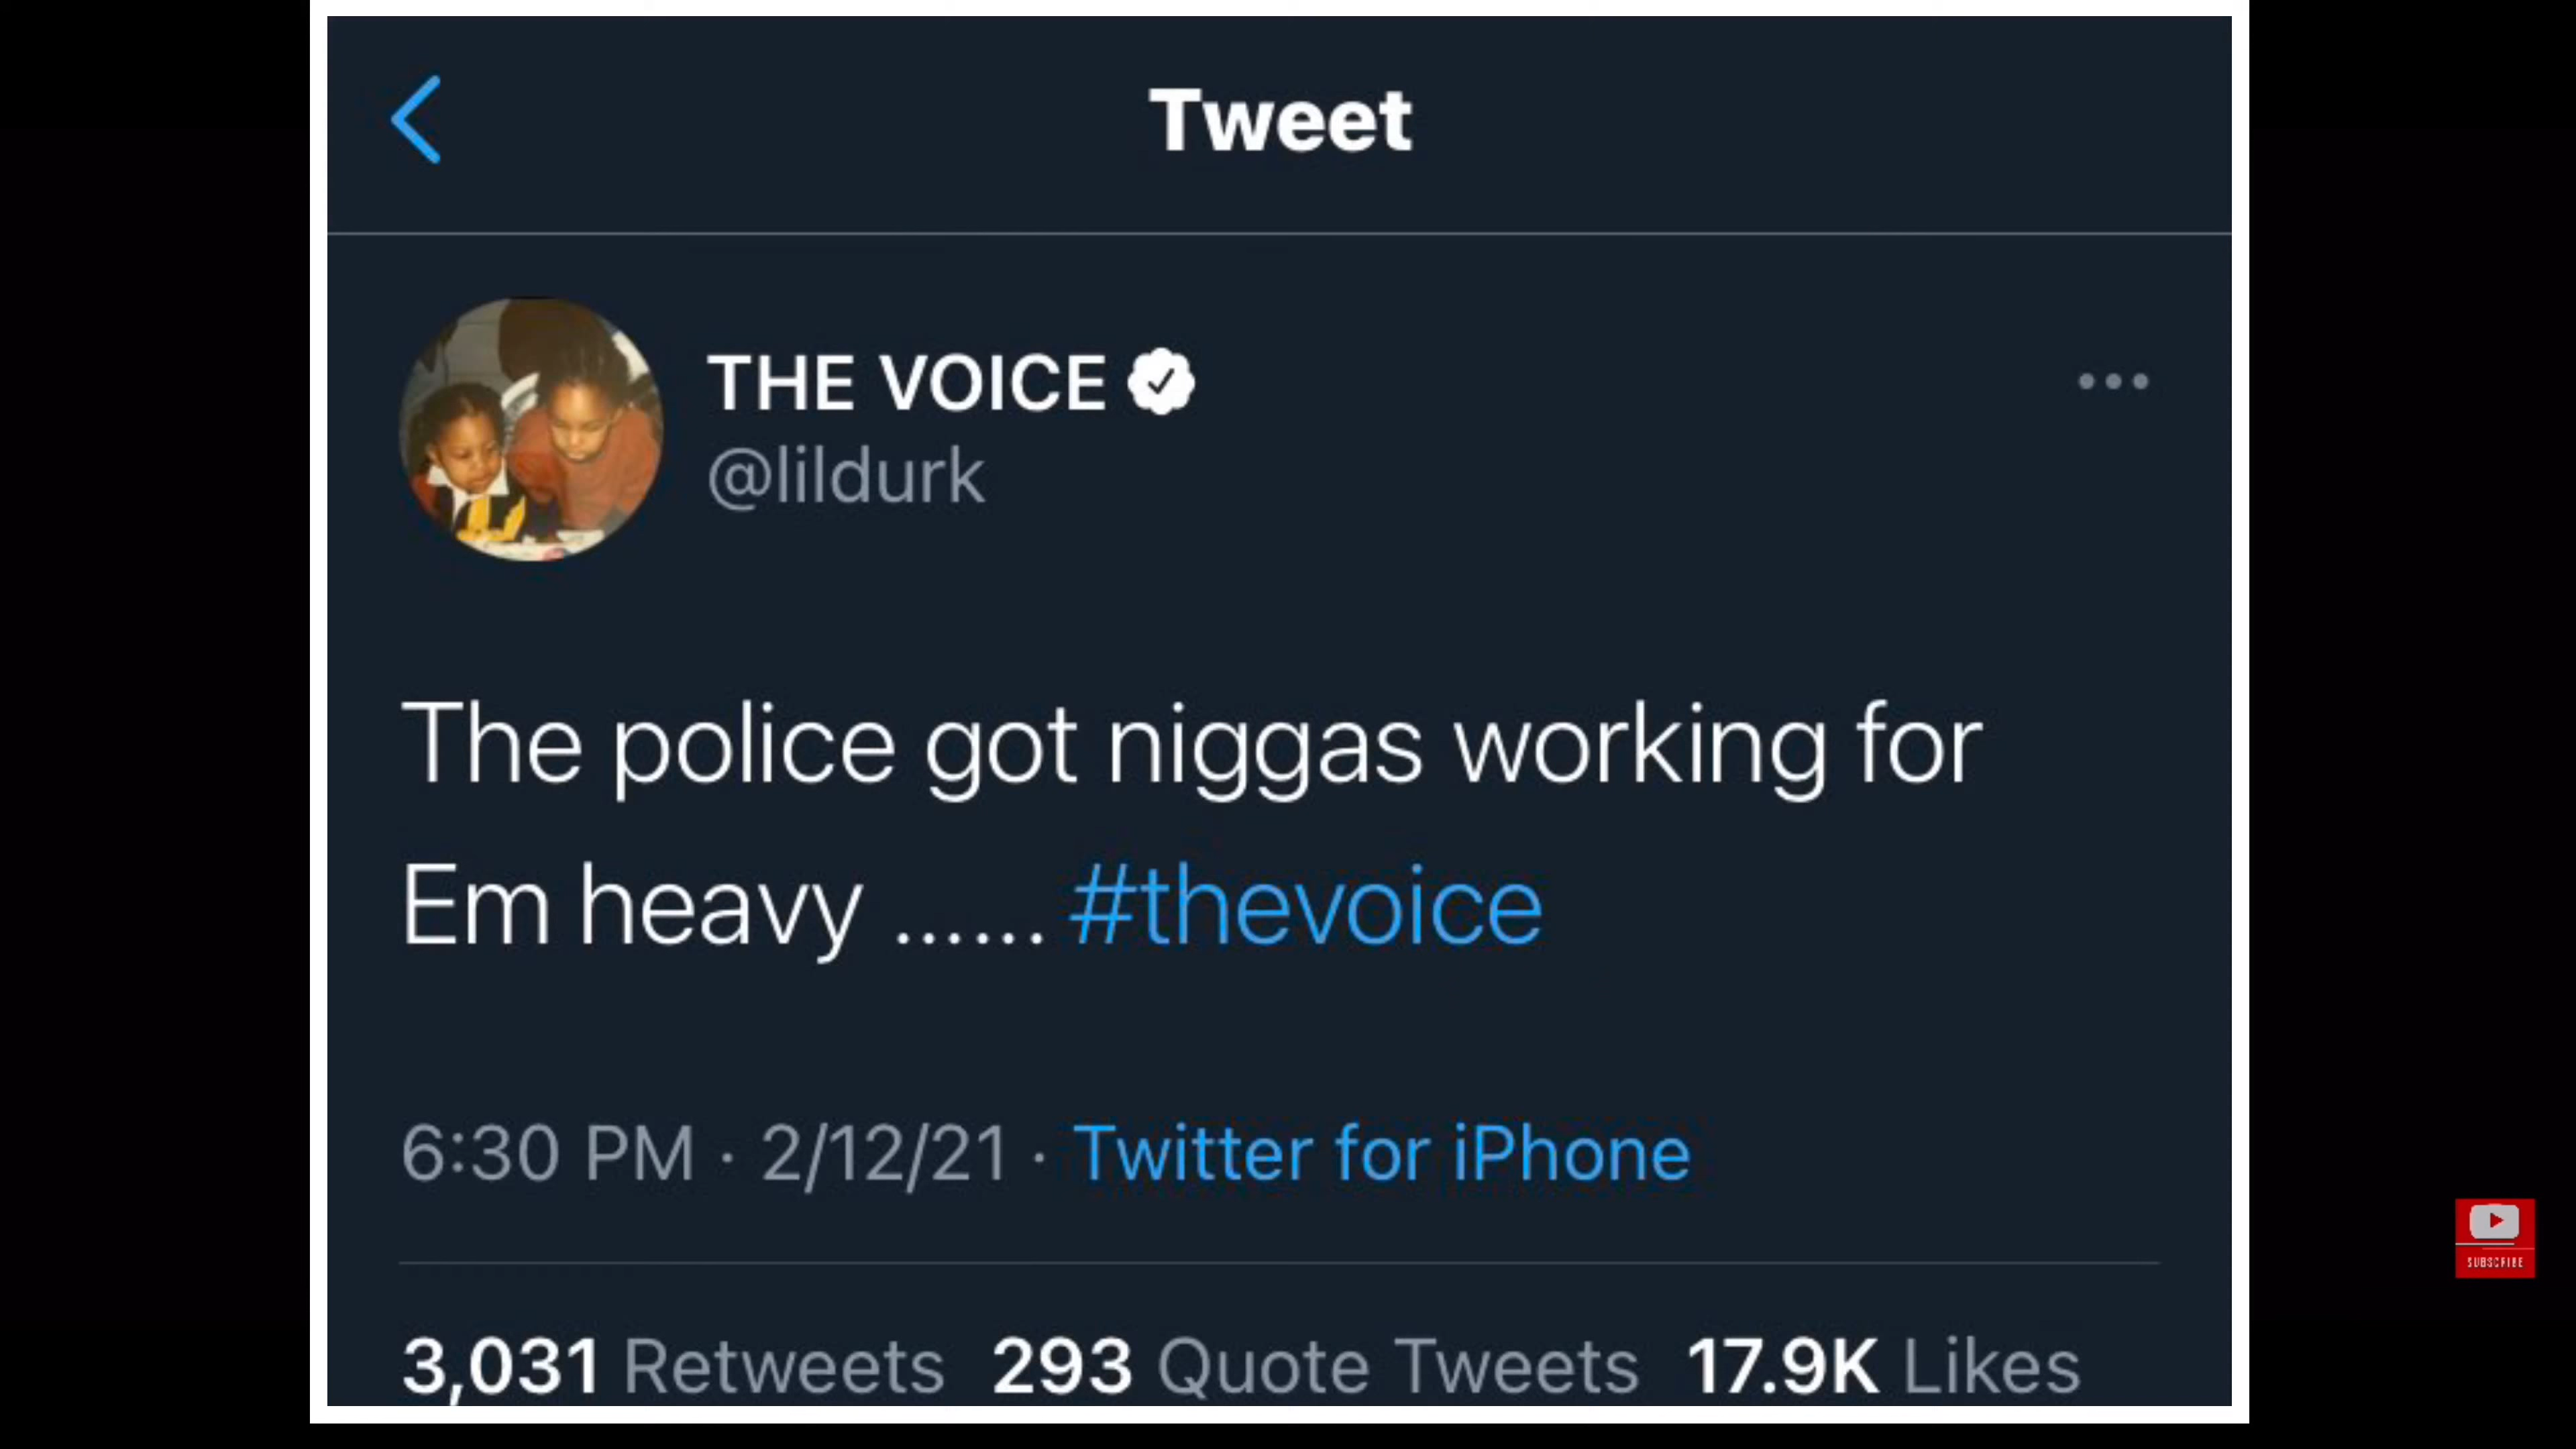 Tweet
THE VOICE
@lildurk
The police got niggas working for
Em heavy ...... #thevoice
6:30 PM · 2/12/21 · Twitter for iPhone
3,031 Retweets 293 Quote Tweets 17.9K Likes
SUBSCRIBE